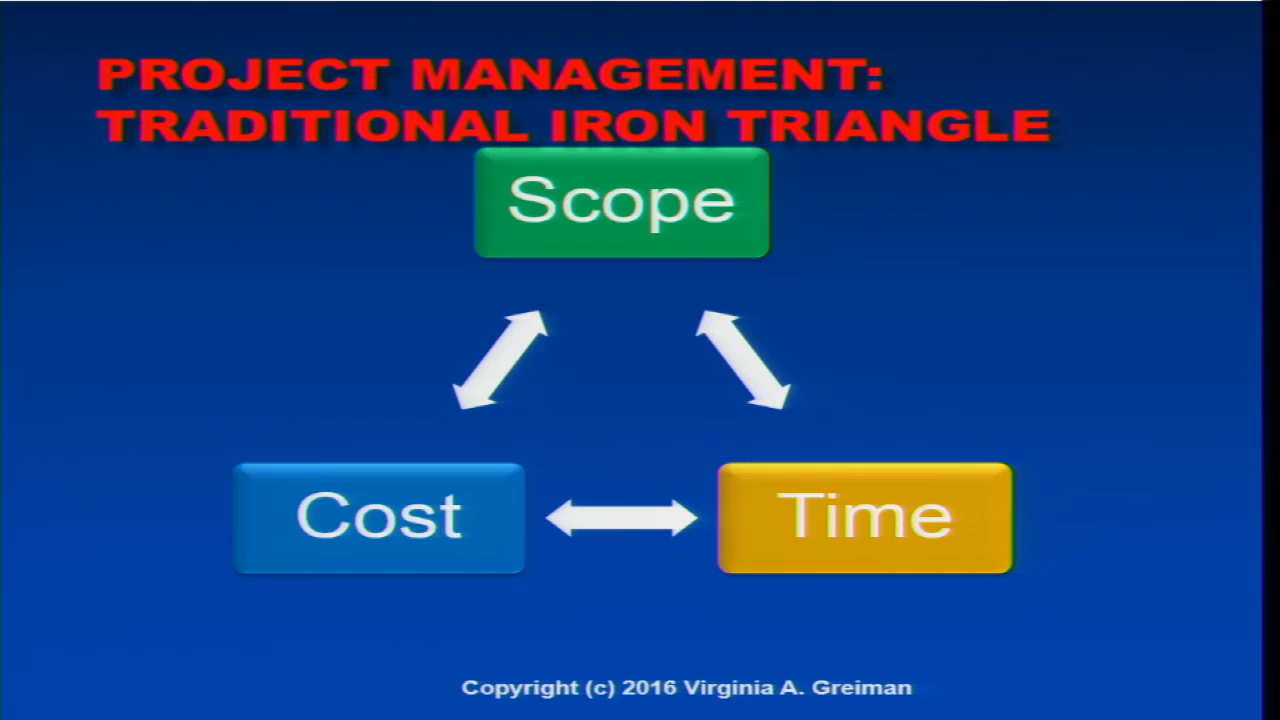 PROJECT MANAGEMENT:
TRADITIONAL IRON TRIANGLE
Scope
Cost
Time
Copyright (c) 2016 Virginia A. Greiman